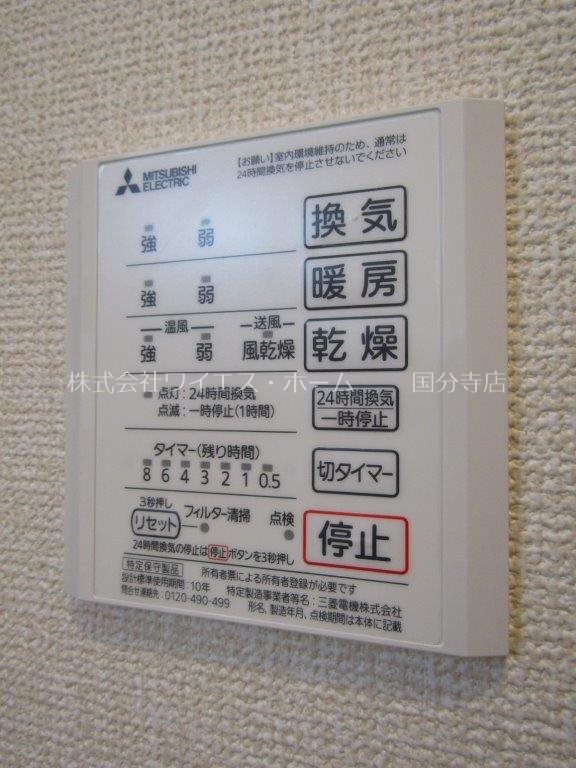 MITSUBISHI
ELECTRIC
【お願い】室内環境維持のため、通常は
24時間換気を停止させないでください
強 弱 換気
強 弱 暖房
温風 送風
強 弱 風乾燥 乾燥
株式会社ワイエス・ホーム 国分寺店
点灯:24時間換気
点滅:一時停止(1時間)
24時間換気
一時停止
タイマー(残り時間)
8 6 4 3 2 1 0.5
切タイマー
3秒押し
リセット フィルター清掃 点検
停止
24時間換気の停止は停止ボタンを3秒押し
特定保守製品 所有者票による所有者登録が必要です
設計標準使用期間:10年 特定製造事業者等名:三菱電機株式会社
問合せ連絡先:0120-490-499 形名、製造年月、点検期間は本体に記載